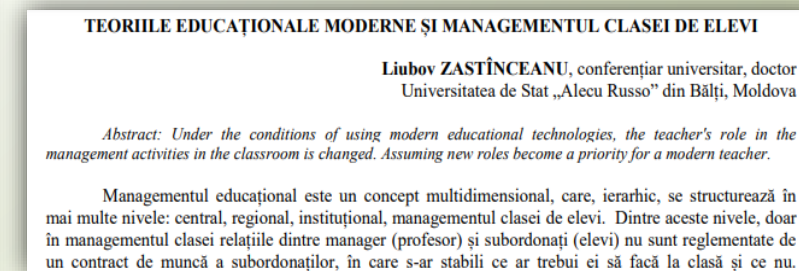 TEORIILE EDUCAȚIONALE MODERNE ȘI MANAGEMENTUL CLASEI DE ELEVI
Liubov ZASTÎNCEANU, conferențiar universitar, doctor
Universitatea de Stat „Alecu Russo” din Bălți, Moldova
Abstract: Under the conditions of using modern educational technologies, the teacher's role in the
management activities in the classroom is changed. Assuming new roles become a priority for a modern teacher.
Managementul educațional este un concept multidimensional, care, ierarhic, se structurează în
mai multe nivele: central, regional, instituțional, managementul clasei de elevi. Dintre aceste nivele, doar
în managementul clasei relațiile dintre manager (profesor) și subordonați (elevi) nu sunt reglementate de
un contract de muncă a subordonaților, în care s-ar stabili ce ar trebui ei să facă la clasă și ce nu.